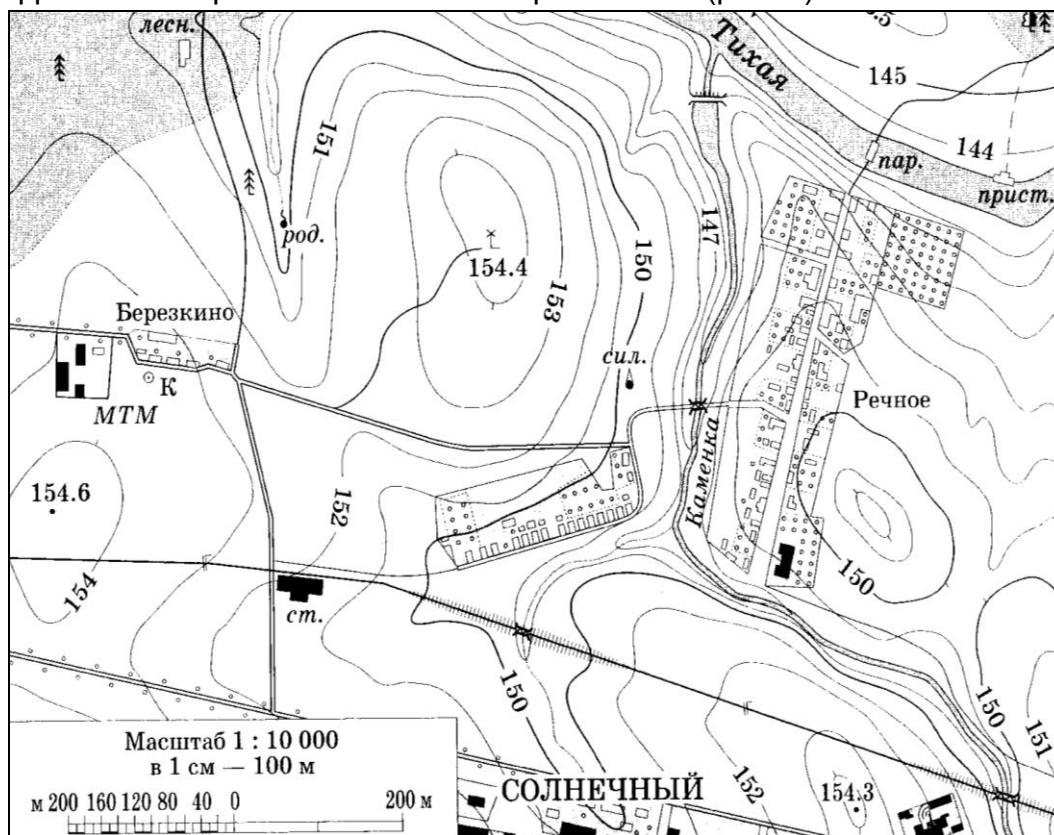 лесн.
Тихая
145
144
пар.
прист.
151
род.
154.4
150
147
153
Березкино
сил.
К
МТМ
Речное
Каменка
154.6
152
154
150
ст.
150
150
151
Масштаб 1 : 10 000
в 1 см — 100 м
м 200 160 120 80 40 0 200 м
СОЛНЕЧНЫЙ
152
154.3